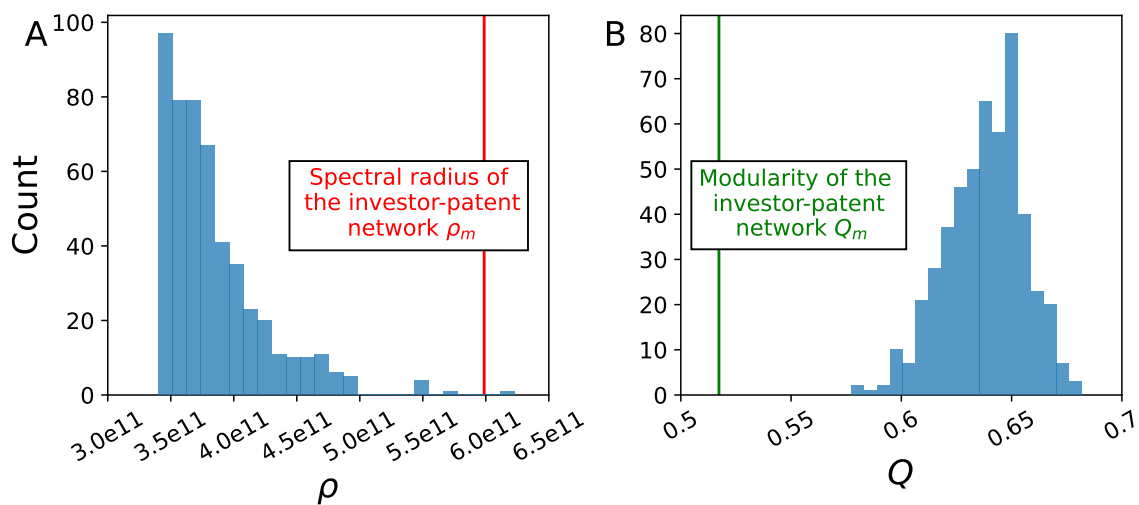 A
Count
100
80
60
40
20
0
Spectral radius of
the investor-patent
network ρm
3.0e11
3.5e11
4.0e11
4.5e11
5.0e11
5.5e11
6.0e11
6.5e11
ρ
B
80
70
60
50
40
30
20
10
0
Modularity of the
investor-patent
network Qm
0.5
0.55
0.6
0.65
0.7
Q